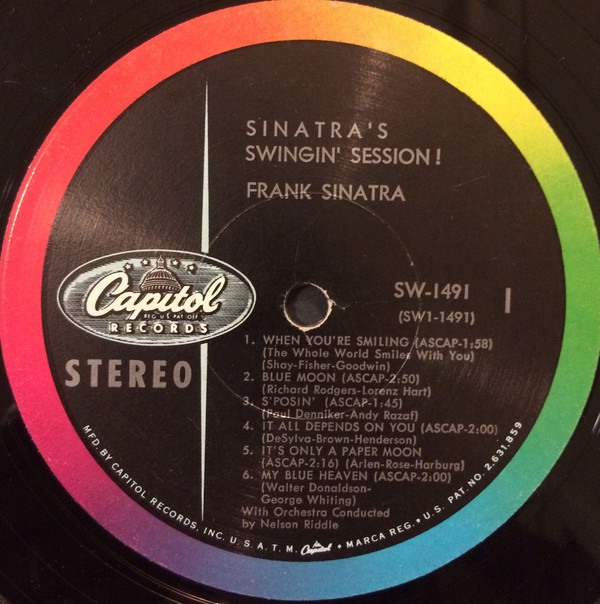 SINATRA'S
SWINGIN' SESSION!
FRANK SINATRA
Capitol
REG. U.S. PAT. OFF.
RECORDS
STEREO
SW-1491
(SW1-1491)
1
1. WHEN YOU'RE SMILING (ASCAP-1:58)
(The Whole World Smiles With You)
(Shay-Fisher-Goodwin)
2. BLUE MOON (ASCAP-2:50)
(Richard Rodgers-Lorenz Hart)
3. S'POSIN' (ASCAP-1:45)
(Paul Denniker-Andy Razaf)
4. IT ALL DEPENDS ON YOU (ASCAP-2:00)
(DeSylva-Brown-Henderson)
5. IT'S ONLY A PAPER MOON
(ASCAP-2:16) (Arlen-Rose-Harburg)
6. MY BLUE HEAVEN (ASCAP-2:00)
(Walter Donaldson-
George Whiting)
With Orchestra Conducted
by Nelson Riddle
MFD. BY CAPITOL RECORDS, INC. U.S.A. T.M. Capitol • MARCA REG. • U.S. PAT. NO. 2,631,859